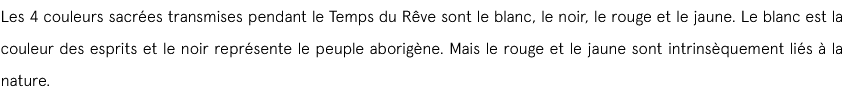 Les 4 couleurs sacrées transmises pendant le Temps du Rêve sont le blanc, le noir, le rouge et le jaune. Le blanc est la
couleur des esprits et le noir représente le peuple aborigène. Mais le rouge et le jaune sont intrinsèquement liés à la
nature.